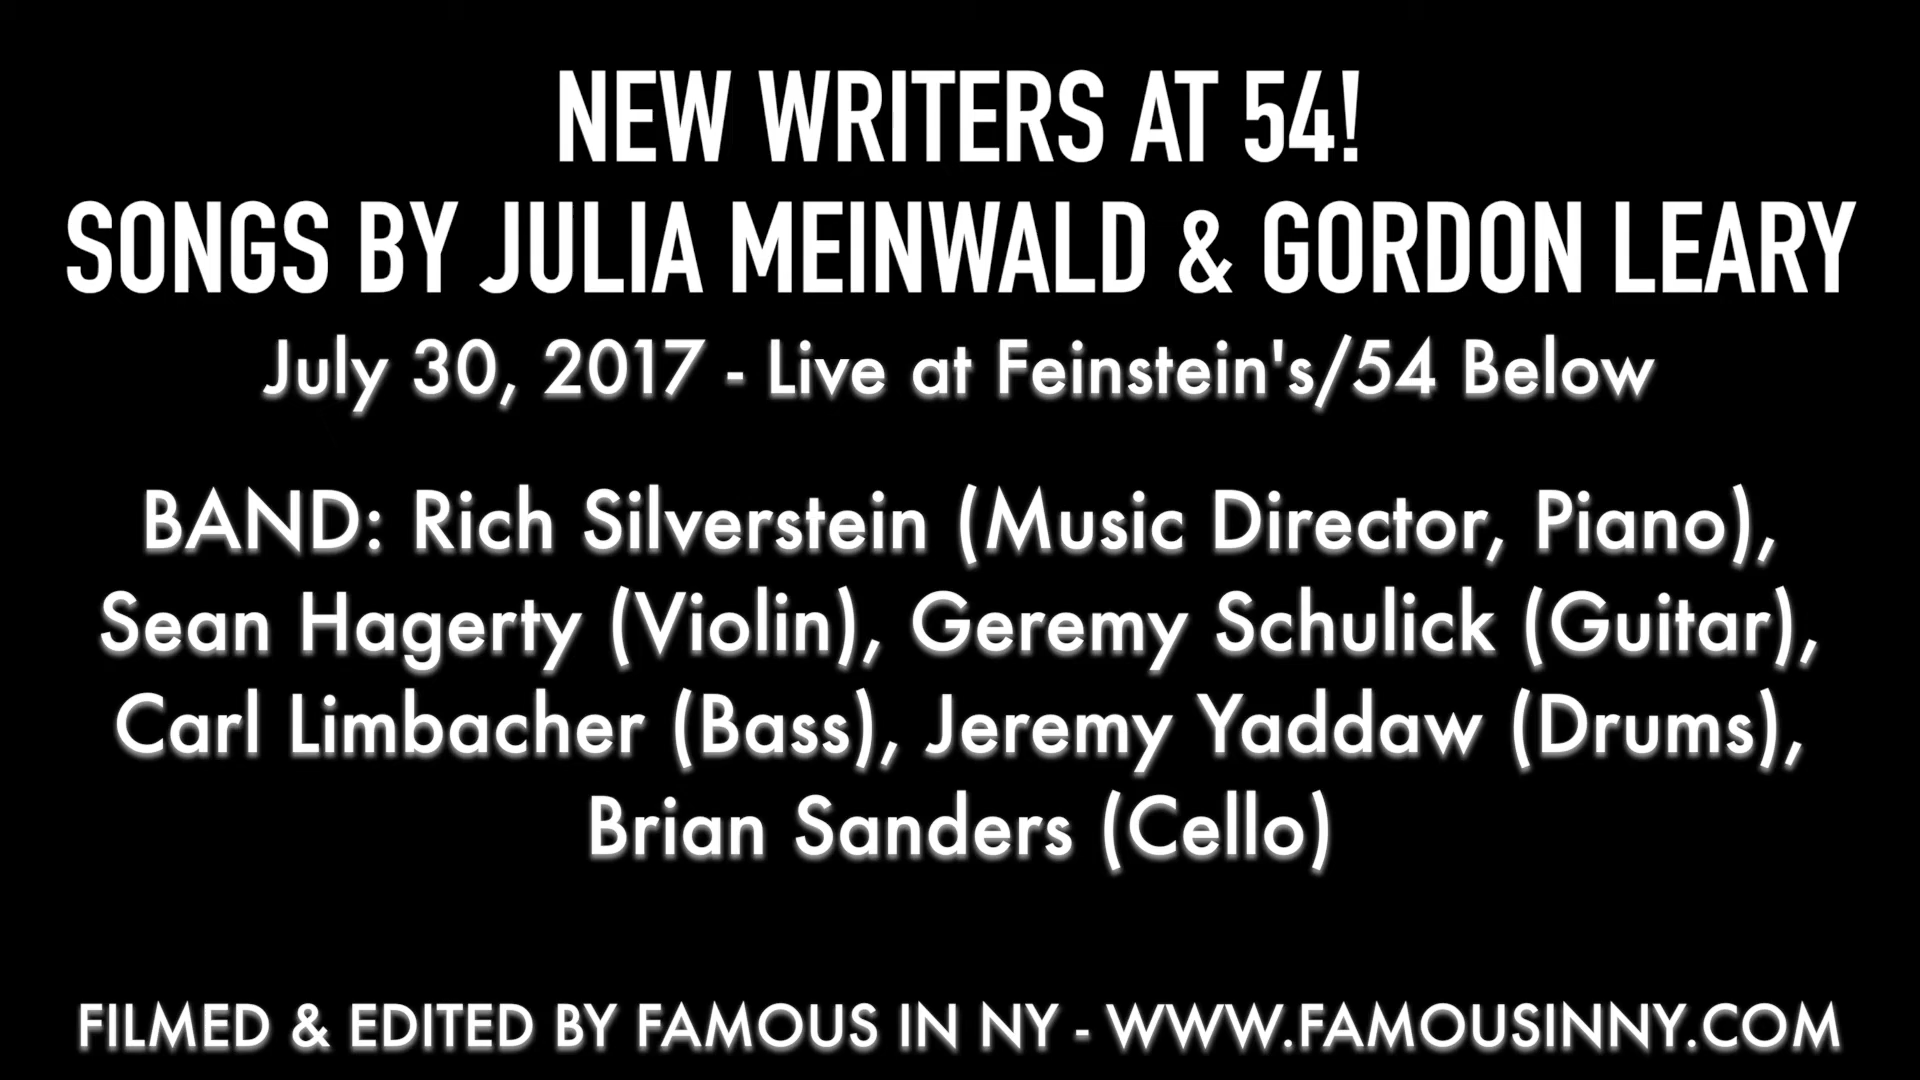 NEW WRITERS AT 54!
SONGS BY JULIA MEINWALD & GORDON LEARY
July 30, 2017 - Live at Feinstein's/54 Below
BAND: Rich Silverstein (Music Director, Piano),
Sean Hagerty (Violin), Geremy Schulick (Guitar),
Carl Limbacher (Bass), Jeremy Yaddaw (Drums),
Brian Sanders (Cello)
FILMED & EDITED BY FAMOUS IN NY - WWW.FAMOUSINNY.COM